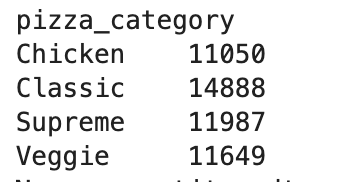 pizza_category
Chicken    11050
Classic    14888
Supreme    11987
Veggie     11649